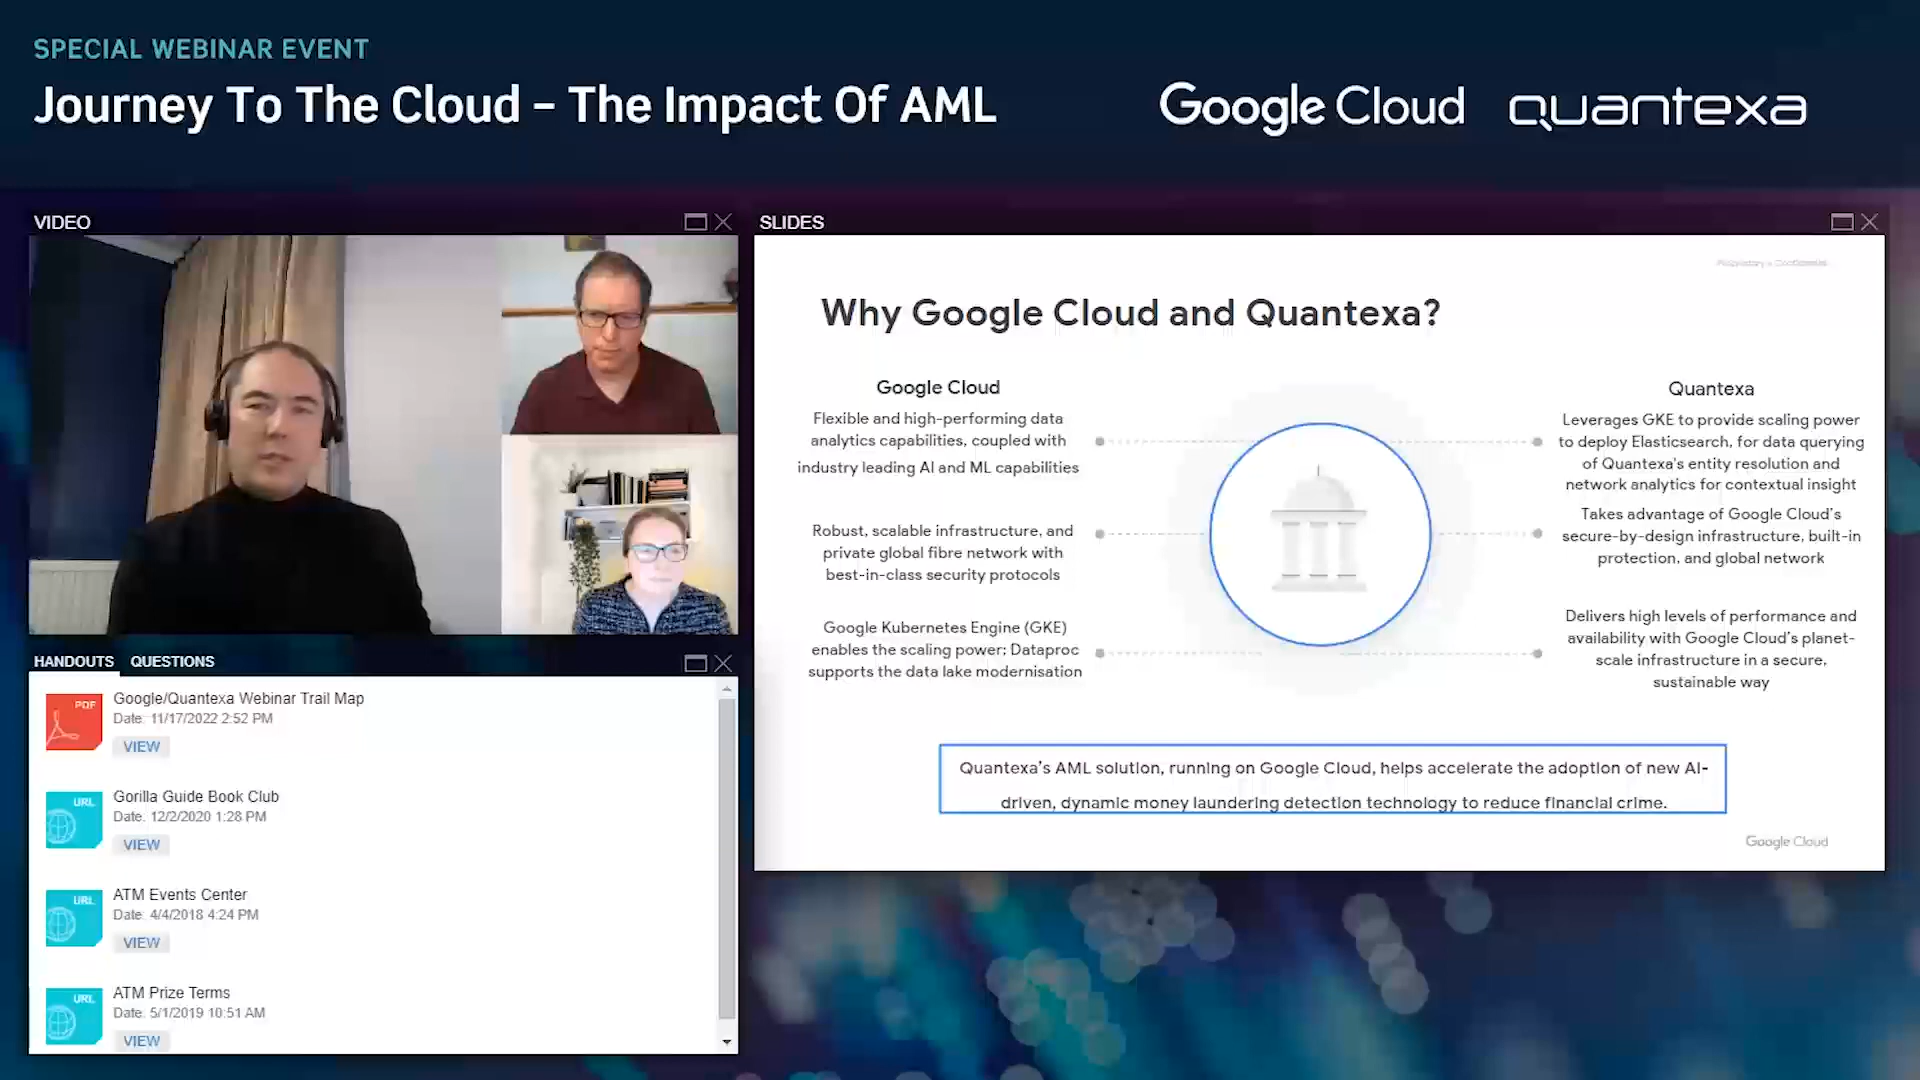 SPECIAL WEBINAR EVENT
Journey To The Cloud – The Impact Of AML
Google Cloud
quantexa
VIDEO
SLIDES
Proprietary + Confidential
Why Google Cloud and Quantexa?
Google Cloud
Flexible and high-performing data
analytics capabilities, coupled with
industry leading AI and ML capabilities
Robust, scalable infrastructure, and
private global fibre network with
best-in-class security protocols
Google Kubernetes Engine (GKE)
enables the scaling power; Dataproc
supports the data lake modernisation
Quantexa
Leverages GKE to provide scaling power
to deploy Elasticsearch, for data querying
of Quantexa's entity resolution and
network analytics for contextual insight
Takes advantage of Google Cloud's
secure-by-design infrastructure, built-in
protection, and global network
Delivers high levels of performance and
availability with Google Cloud's planet-
scale infrastructure in a secure,
sustainable way
Quantexa's AML solution, running on Google Cloud, helps accelerate the adoption of new AI-
driven, dynamic money laundering detection technology to reduce financial crime.
Google Cloud
HANDOUTS QUESTIONS
PDF
Google/Quantexa Webinar Trail Map
Date: 11/17/2022 2:52 PM
VIEW
URL
Gorilla Guide Book Club
Date: 12/2/2020 1:28 PM
VIEW
URL
ATM Events Center
Date: 4/4/2018 4:24 PM
VIEW
URL
ATM Prize Terms
Date: 5/1/2019 10:51 AM
VIEW